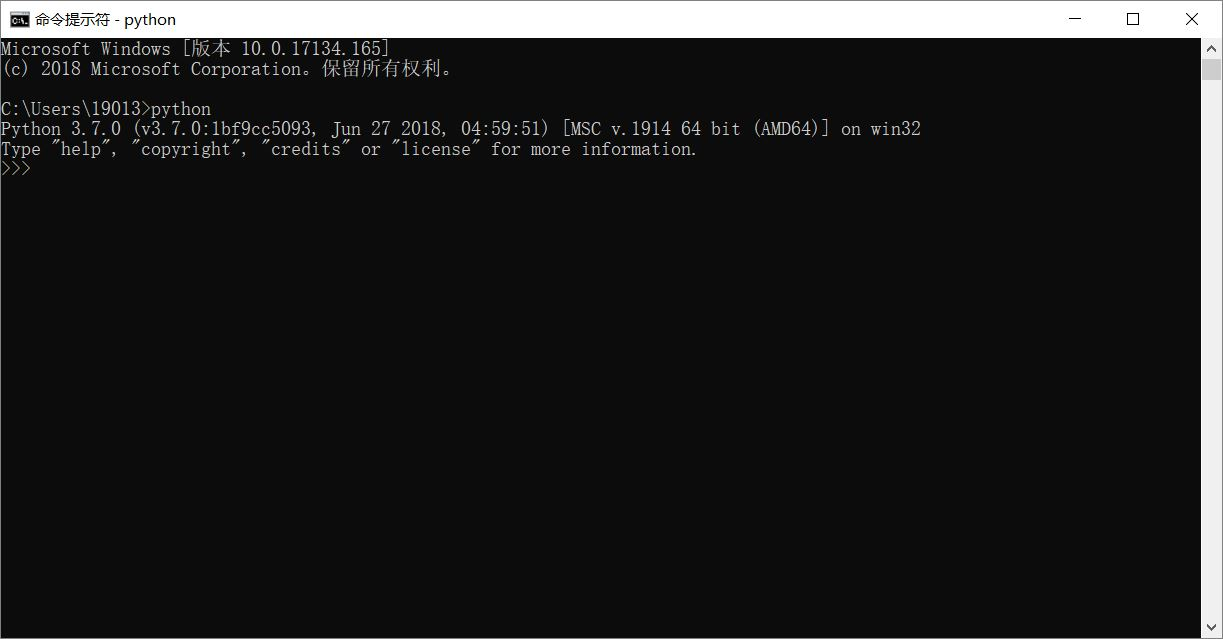 命令提示符 - python
Microsoft Windows [版本 10.0.17134.165]
(c) 2018 Microsoft Corporation。保留所有权利。
C:\Users\19013>python
Python 3.7.0 (v3.7.0:1bf9cc5093, Jun 27 2018, 04:59:51) [MSC v.1914 64 bit (AMD64)] on win32
Type "help", "copyright", "credits" or "license" for more information.
>>>